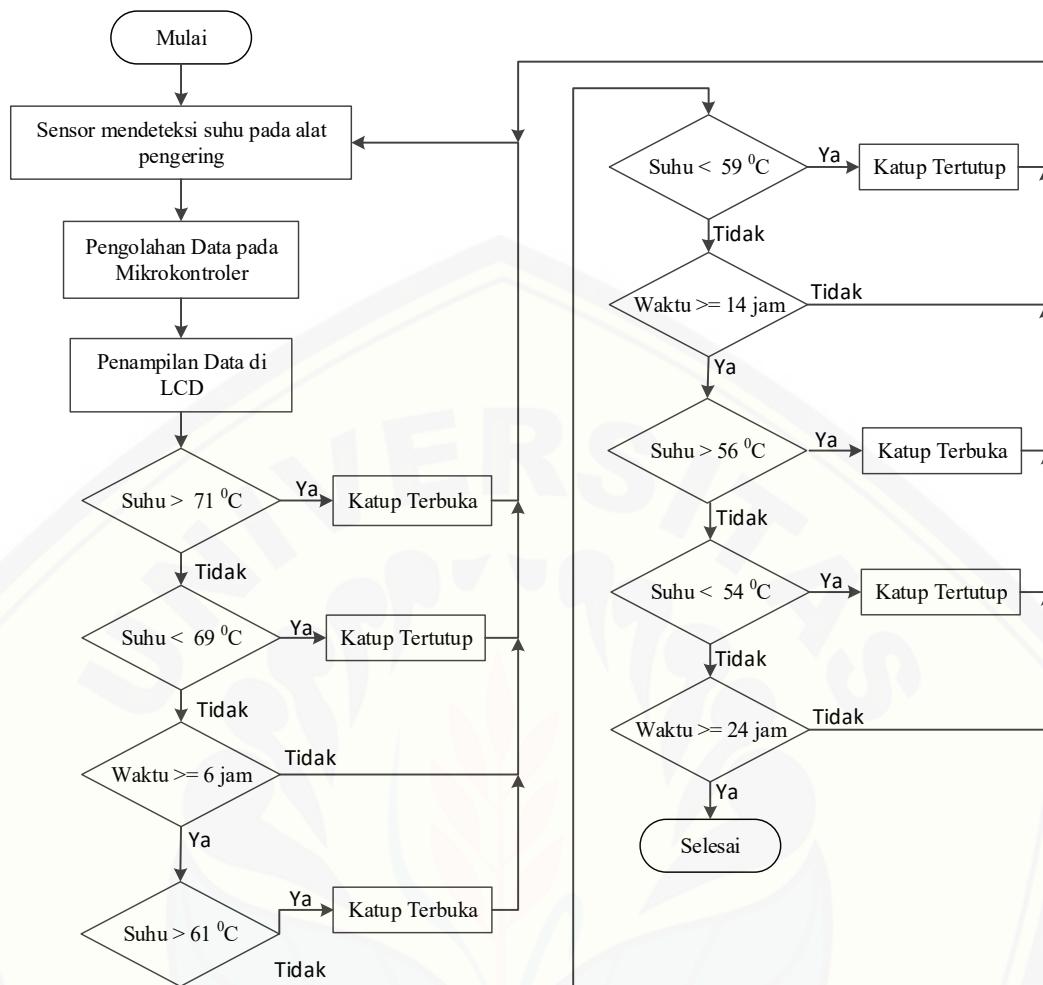 Mulai
Sensor mendeteksi suhu pada alat
pengering
Pengolahan Data pada
Mikrokontroler
Penampilan Data di
LCD
Suhu > 71 ⁰C
Ya
Katup Terbuka
Tidak
Suhu < 69 ⁰C
Ya
Katup Tertutup
Tidak
Waktu >= 6 jam
Tidak
Ya
Suhu > 61 ⁰C
Ya
Katup Terbuka
Tidak
Suhu < 59 ⁰C
Ya
Katup Tertutup
Tidak
Waktu >= 14 jam
Tidak
Ya
Suhu > 56 ⁰C
Ya
Katup Terbuka
Tidak
Suhu < 54 ⁰C
Ya
Katup Tertutup
Tidak
Waktu >= 24 jam
Tidak
Ya
Selesai
UNIVERSITAS